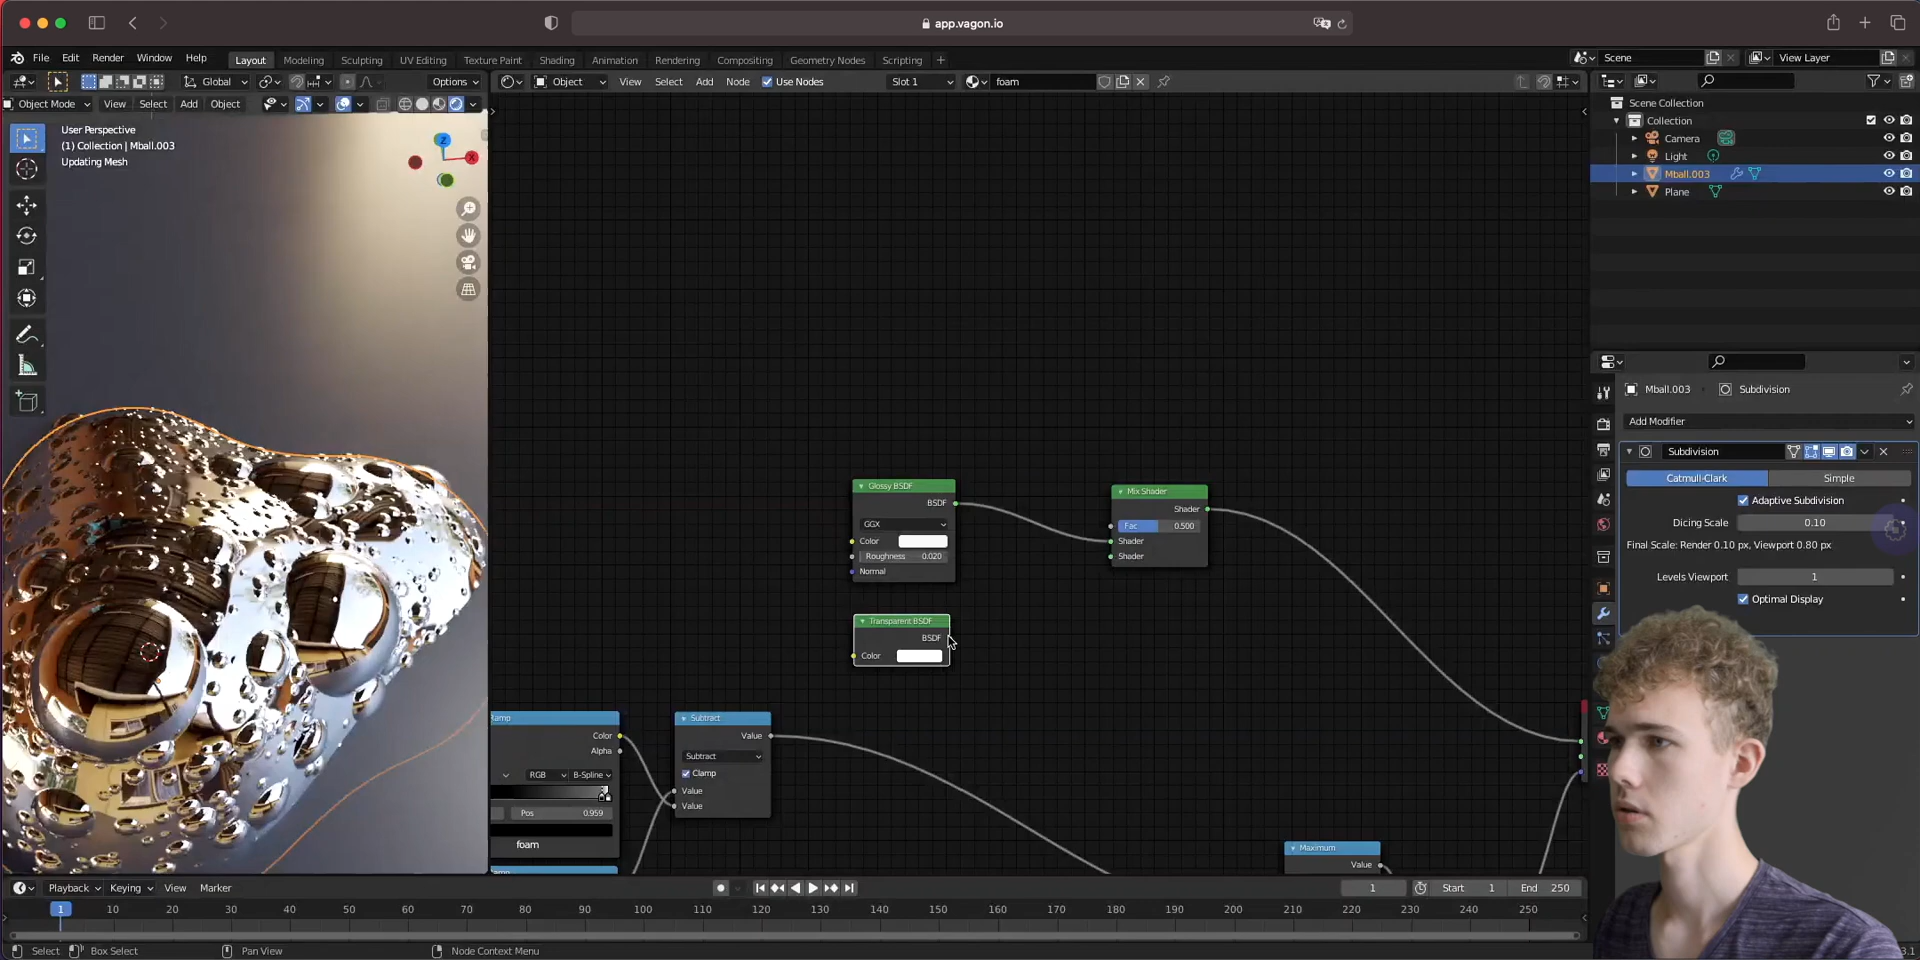 app.vagon.io
File Edit Render Window Help Layout Modeling Sculpting UV Editing Texture Paint Shading Animation Rendering Compositing Geometry Nodes Scripting + Scene View Layer
Global Options Object View Select Add Node Use Nodes Slot 1 foam
Object Mode View Select Add Object
User Perspective
(1) Collection | Mball.003
Updating Mesh
Z
X
Glossy BSDF
BSDF
GGX
Color
Roughness 0.020
Normal
Mix Shader
Shader
Fac 0.500
Shader
Shader
Transparent BSDF
BSDF
Color
Ramp
Color
Alpha
RGB B-Spline
Pos 0.959
foam
Subtract
Value
Subtract
Clamp
Value
Value
Maximum
Value
Scene Collection
Collection
Camera
Light
Mball.003
Plane
Mball.003 Subdivision
Add Modifier
Subdivision
Catmull-Clark Simple
Adaptive Subdivision
Dicing Scale 0.10
Final Scale: Render 0.10 px, Viewport 0.80 px
Levels Viewport 1
Optimal Display
Playback Keying View Marker 1 Start 1 End 250
1 10 20 30 40 50 60 70 80 90 100 110 120 130 140 150 160 170 180 190 200 210 220 230 240 250
Select Box Select Pan View Node Context Menu 3.1